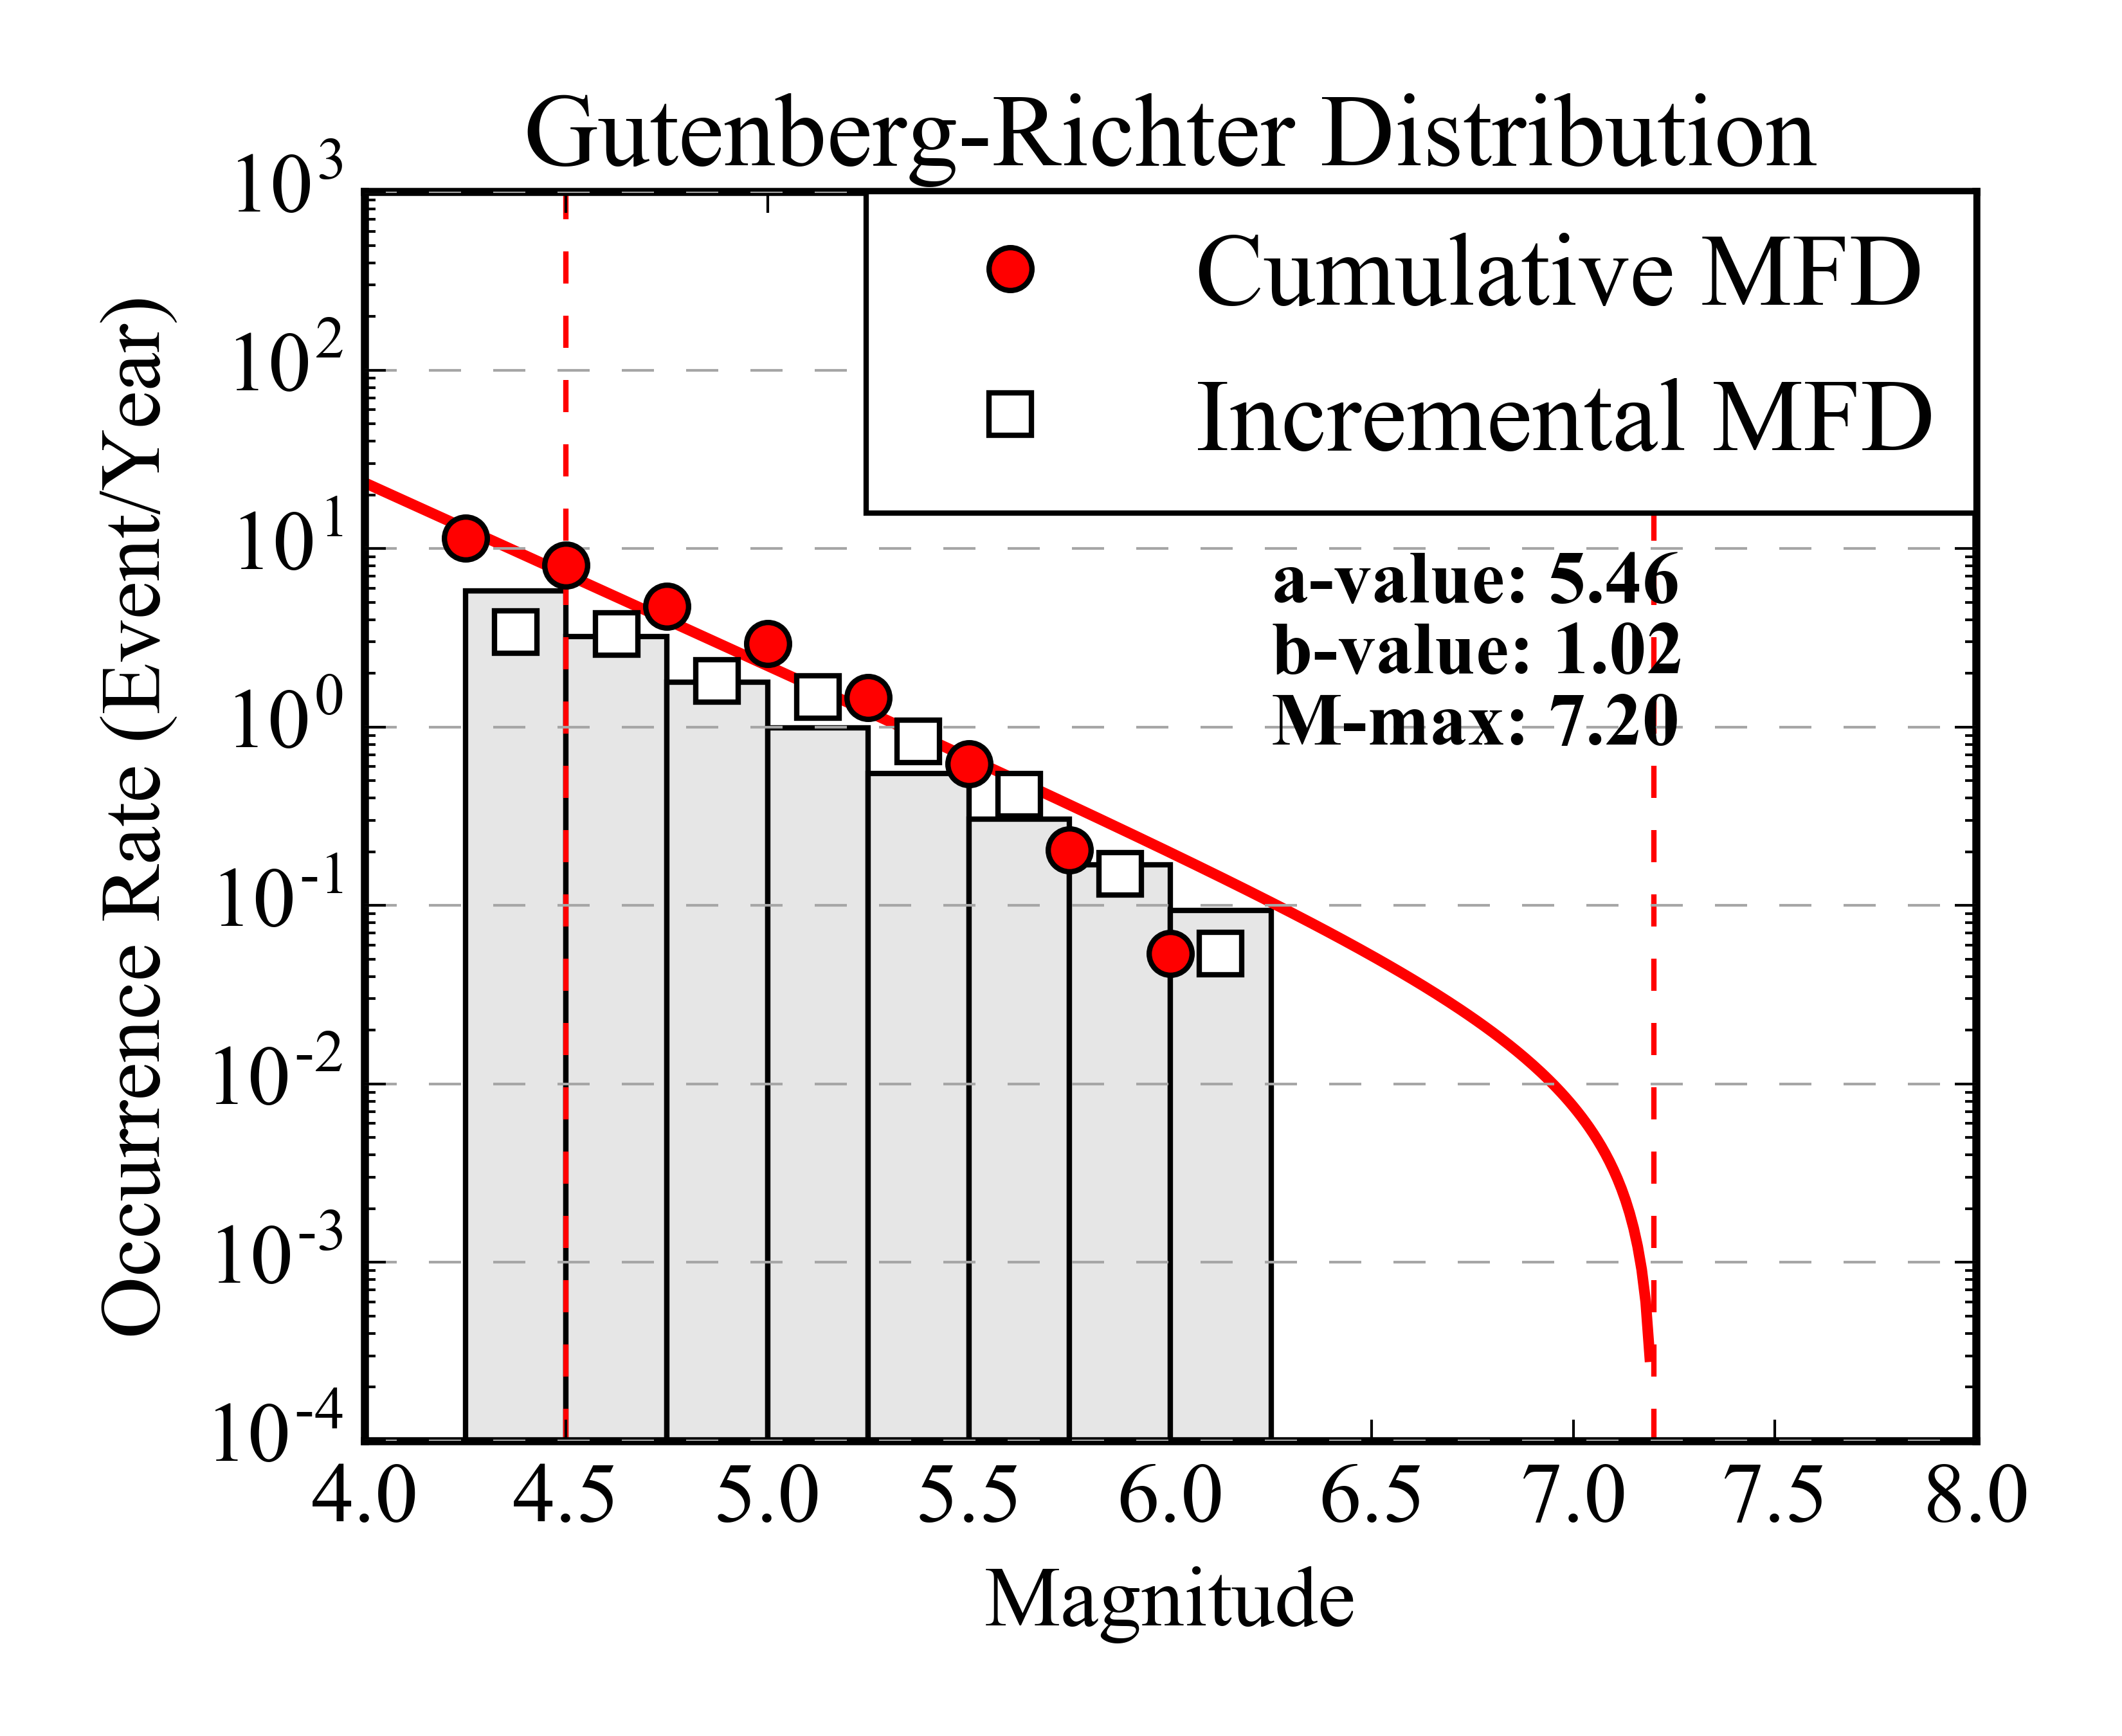 Gutenberg-Richter Distribution
10^3
10^2
10^1
10^0
10^-1
10^-2
10^-3
10^-4
Occurrence Rate (Event/Year)
Cumulative MFD
Incremental MFD
a-value: 5.46
b-value: 1.02
M-max: 7.20
4.0 4.5 5.0 5.5 6.0 6.5 7.0 7.5 8.0
Magnitude